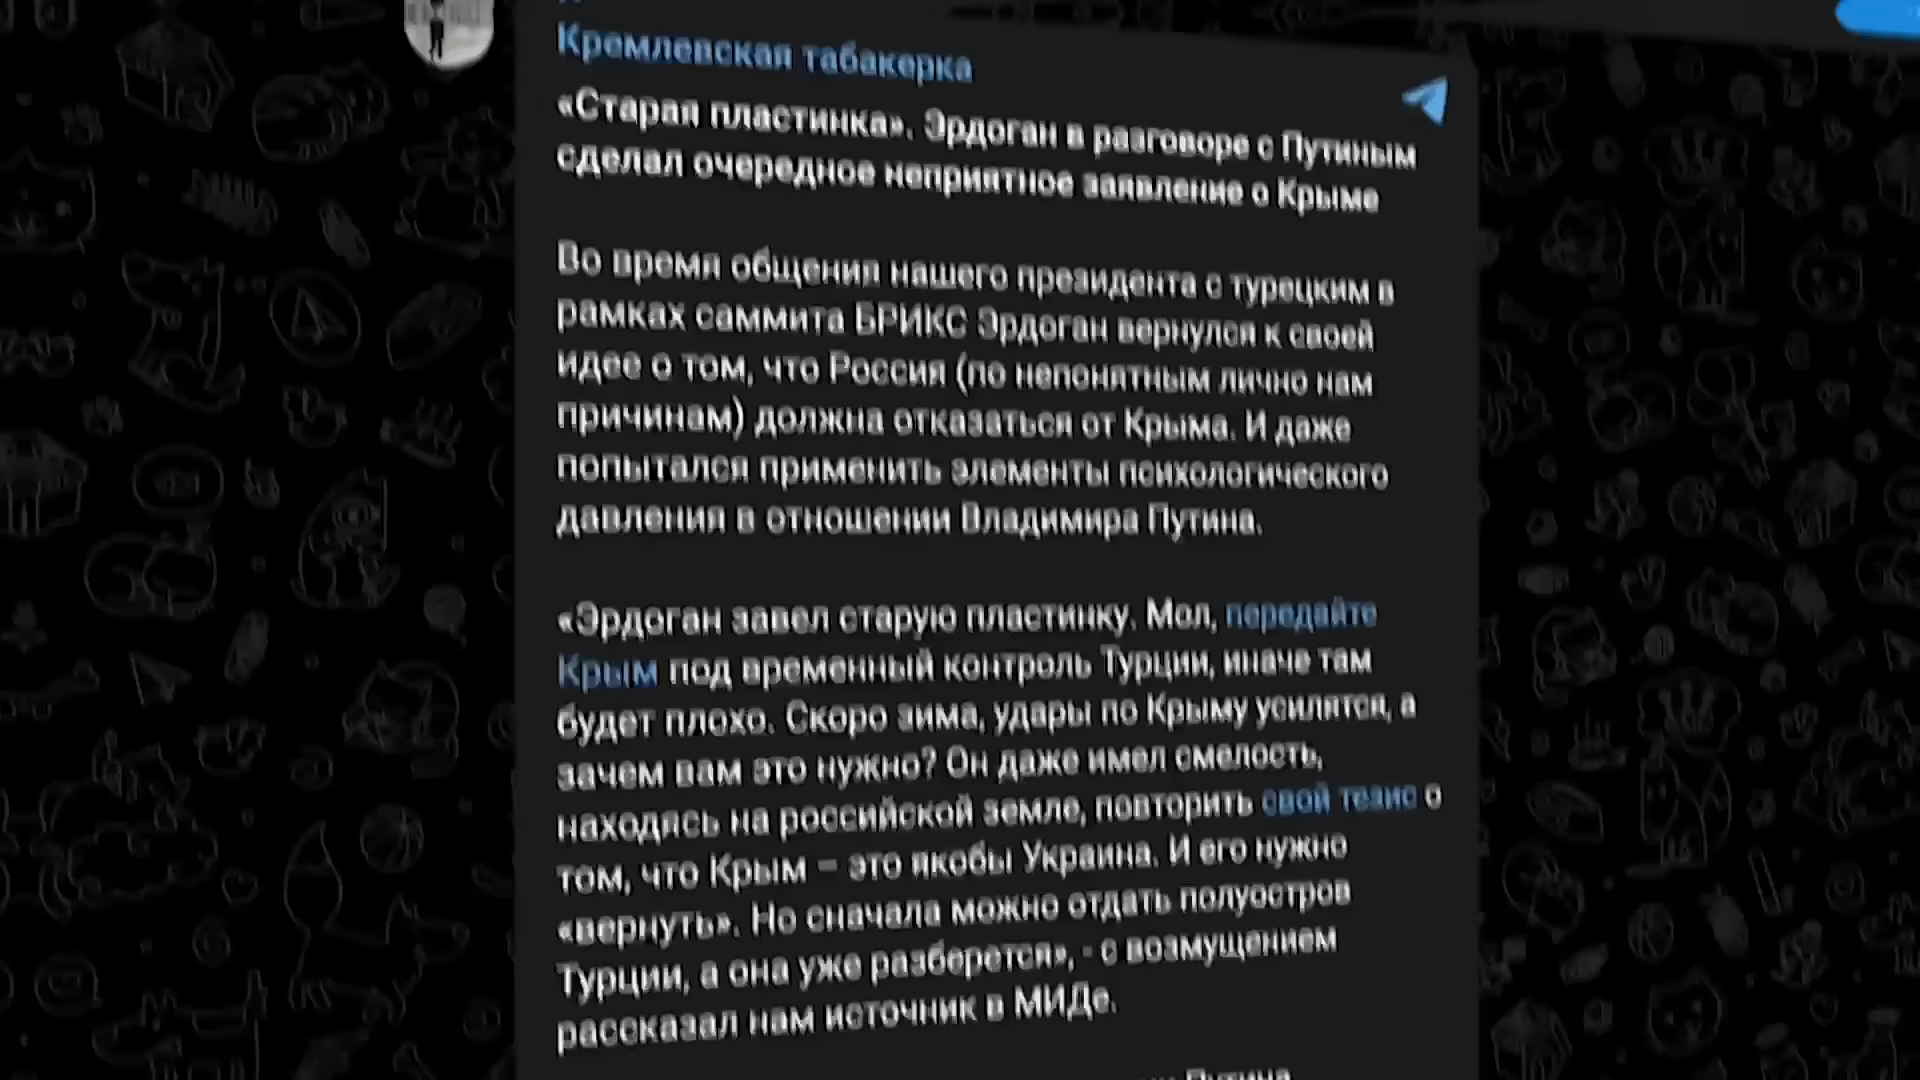 Кремлевская табакерка
«Старая пластинка». Эрдоган в разговоре с Путиным
сделал очередное неприятное заявление о Крыме
Во время общения нашего президента с турецким в
рамках саммита БРИКС Эрдоган вернулся к своей
идее о том, что Россия (по непонятным лично нам
причинам) должна отказаться от Крыма. И даже
попытался применить элементы психологического
давления в отношении Владимира Путина.
«Эрдоган завел старую пластинку. Мол, передайте
Крым под временный контроль Турции, иначе там
будет плохо. Скоро зима, удары по Крыму усилятся, а
зачем вам это нужно? Он даже имел смелость,
находясь на российской земле, повторить свой тезис о
том, что Крым – это якобы Украина. И его нужно
«вернуть». Но сначала можно отдать полуостров
Турции, а она уже разберется», - с возмущением
рассказал нам источник в МИДе.
Путина